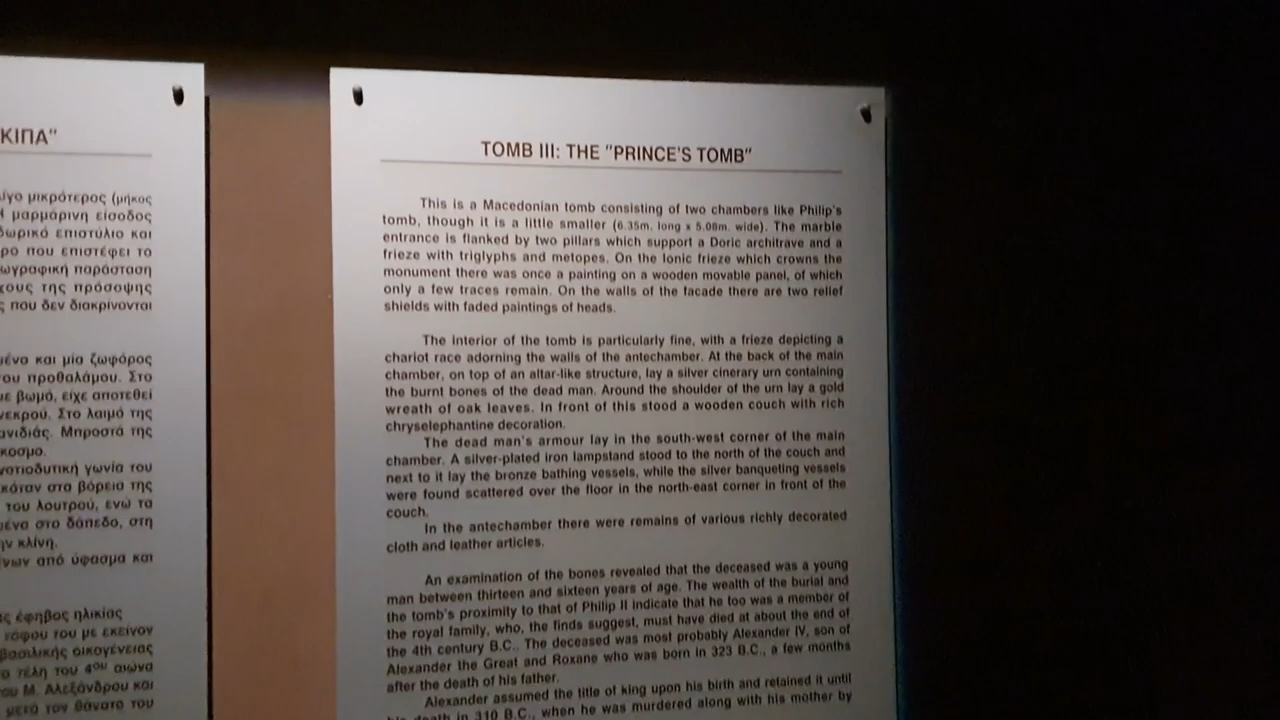 ΚΙΠΑ"
λίγο μικρότερος (μήκος
Η μαρμάρινη είσοδος
δωρικό επιστύλιο και
που επιστέφει το
ζωγραφική παράσταση
της πρόσοψης
που δεν διακρίνονται
και μία ζωφόρος
του προθαλάμου. Στο
με βωμό, είχε αποτεθεί
νεκρού. Στο λαιμό της
Μπροστά της
γωνία του
στα βόρεια της
του λουτρού, ενώ τα
στο δάπεδο, στη
κλίνη.
από ύφασμα και
έφηβος ηλικίας
τάφου του με εκείνον
βασιλικής οικογένειας
τέλη του 4ου αιώνα
του Μ. Αλεξάνδρου και
μετά τον θάνατο του
TOMB III: THE "PRINCE'S TOMB"
This is a Macedonian tomb consisting of two chambers like Philip's
tomb, though it is a little smaller (6.35m. long x 5.08m. wide). The marble
entrance is flanked by two pillars which support a Doric architrave and a
frieze with triglyphs and metopes. On the Ionic frieze which crowns the
monument there was once a painting on a wooden movable panel, of which
only a few traces remain. On the walls of the facade there are two relief
shields with faded paintings of heads.
The interior of the tomb is particularly fine, with a frieze depicting a
chariot race adorning the walls of the antechamber. At the back of the main
chamber, on top of an altar-like structure, lay a silver cinerary urn containing
the burnt bones of the dead man. Around the shoulder of the urn lay a gold
wreath of oak leaves. In front of this stood a wooden couch with rich
chryselephantine decoration.
The dead man's armour lay in the south-west corner of the main
chamber. A silver-plated iron lampstand stood to the north of the couch and
next to it lay the bronze bathing vessels, while the silver banqueting vessels
were found scattered over the floor in the north-east corner in front of the
couch.
In the antechamber there were remains of various richly decorated
cloth and leather articles.
An examination of the bones revealed that the deceased was a young
man between thirteen and sixteen years of age. The wealth of the burial and
the tomb's proximity to that of Philip II indicate that he too was a member of
the royal family, who, the finds suggest, must have died at about the end of
the 4th century B.C.. The deceased was most probably Alexander IV, son of
Alexander the Great and Roxane who was born in 323 B.C., a few months
after the death of his father.
Alexander assumed the title of king upon his birth and retained it until
his death in 310 B.C., when he was murdered along with his mother by